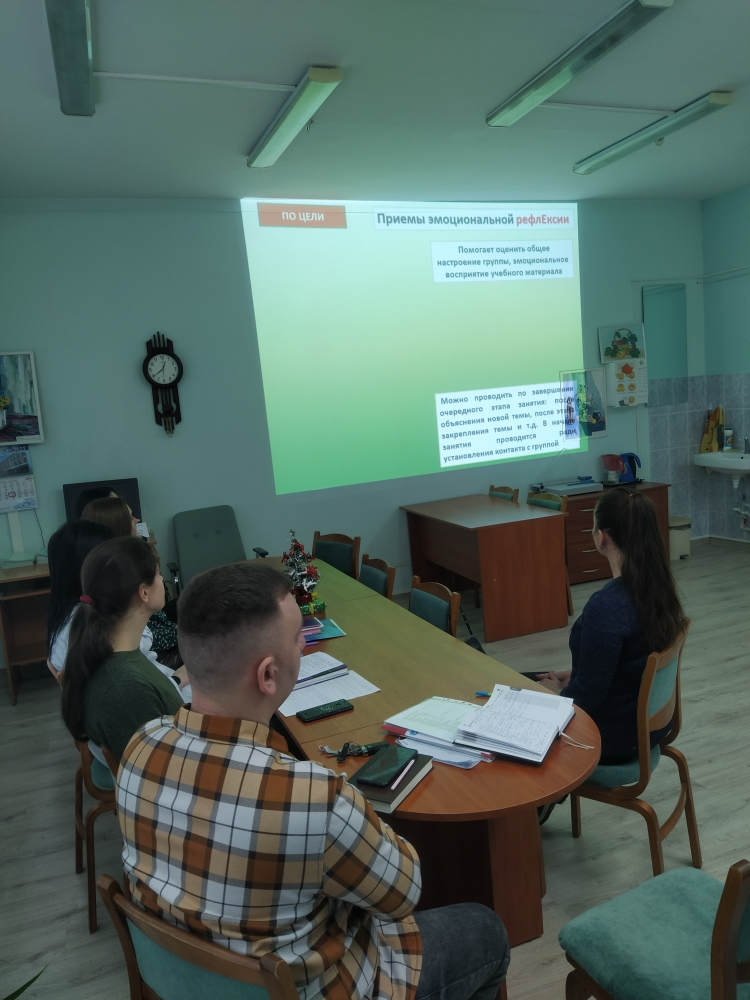 ПО ЦЕЛИ
Приемы эмоциональной рефлЕксии
Помогает оценить общее
настроение группы, эмоциональное
восприятие учебного материала
Можно проводить по завершении
очередного этапа занятия: после
объяснения новой темы, после этапа
закрепления темы и т.д. В начале
занятия проводится ради
установления контакта с группой